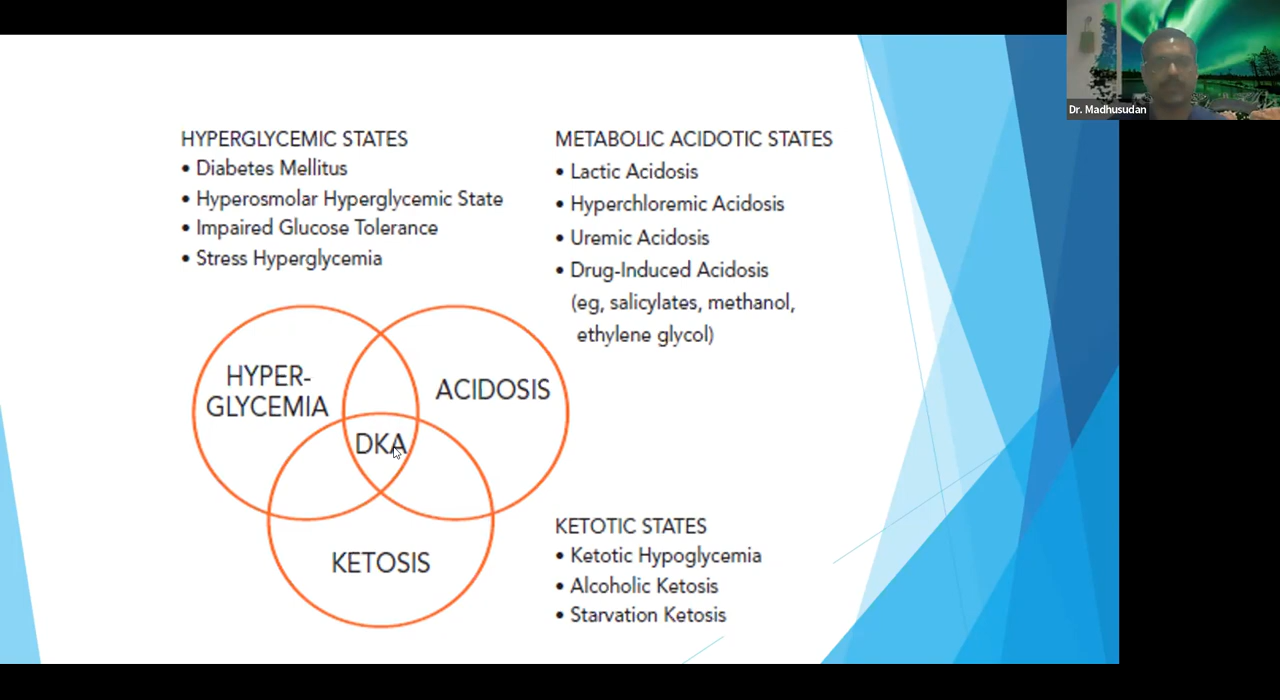 Dr. Madhusudan
HYPERGLYCEMIC STATES
• Diabetes Mellitus
• Hyperosmolar Hyperglycemic State
• Impaired Glucose Tolerance
• Stress Hyperglycemia
METABOLIC ACIDOTIC STATES
• Lactic Acidosis
• Hyperchloremic Acidosis
• Uremic Acidosis
• Drug-Induced Acidosis
(eg, salicylates, methanol,
ethylene glycol)
HYPER-
GLYCEMIA
ACIDOSIS
DKA
KETOSIS
KETOTIC STATES
• Ketotic Hypoglycemia
• Alcoholic Ketosis
• Starvation Ketosis